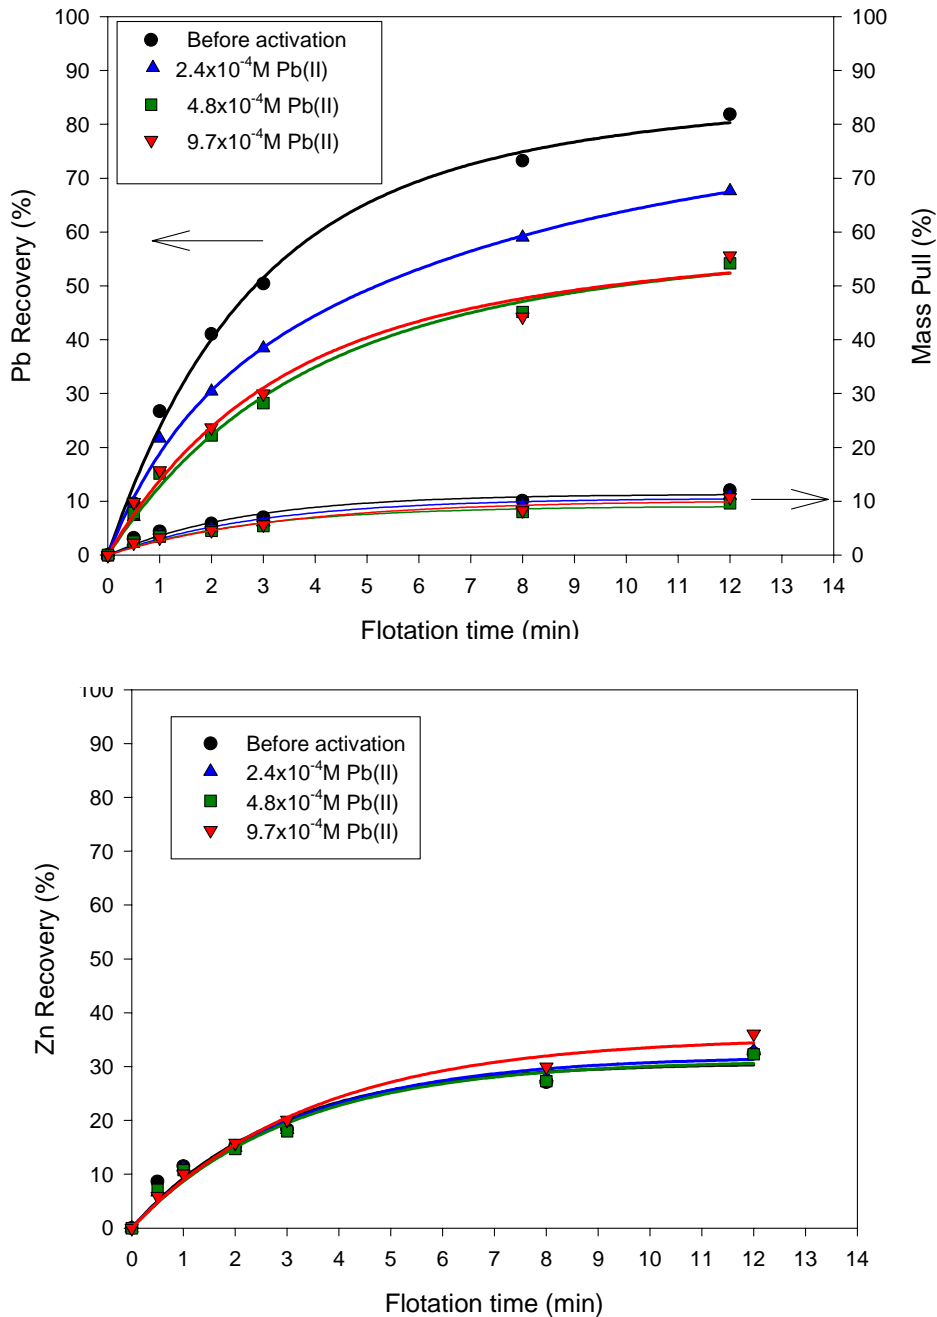 100
90
80
70
60
50
40
30
20
10
0
Pb Recovery (%)
Before activation
2.4x10⁻⁴M Pb(II)
4.8x10⁻⁴M Pb(II)
9.7x10⁻⁴M Pb(II)
100
90
80
70
60
50
40
30
20
10
0
Mass Pull (%)
0 1 2 3 4 5 6 7 8 9 10 11 12 13 14
Flotation time (min)
100
90
80
70
60
50
40
30
20
10
0
Zn Recovery (%)
Before activation
2.4x10⁻⁴M Pb(II)
4.8x10⁻⁴M Pb(II)
9.7x10⁻⁴M Pb(II)
0 1 2 3 4 5 6 7 8 9 10 11 12 13 14
Flotation time (min)